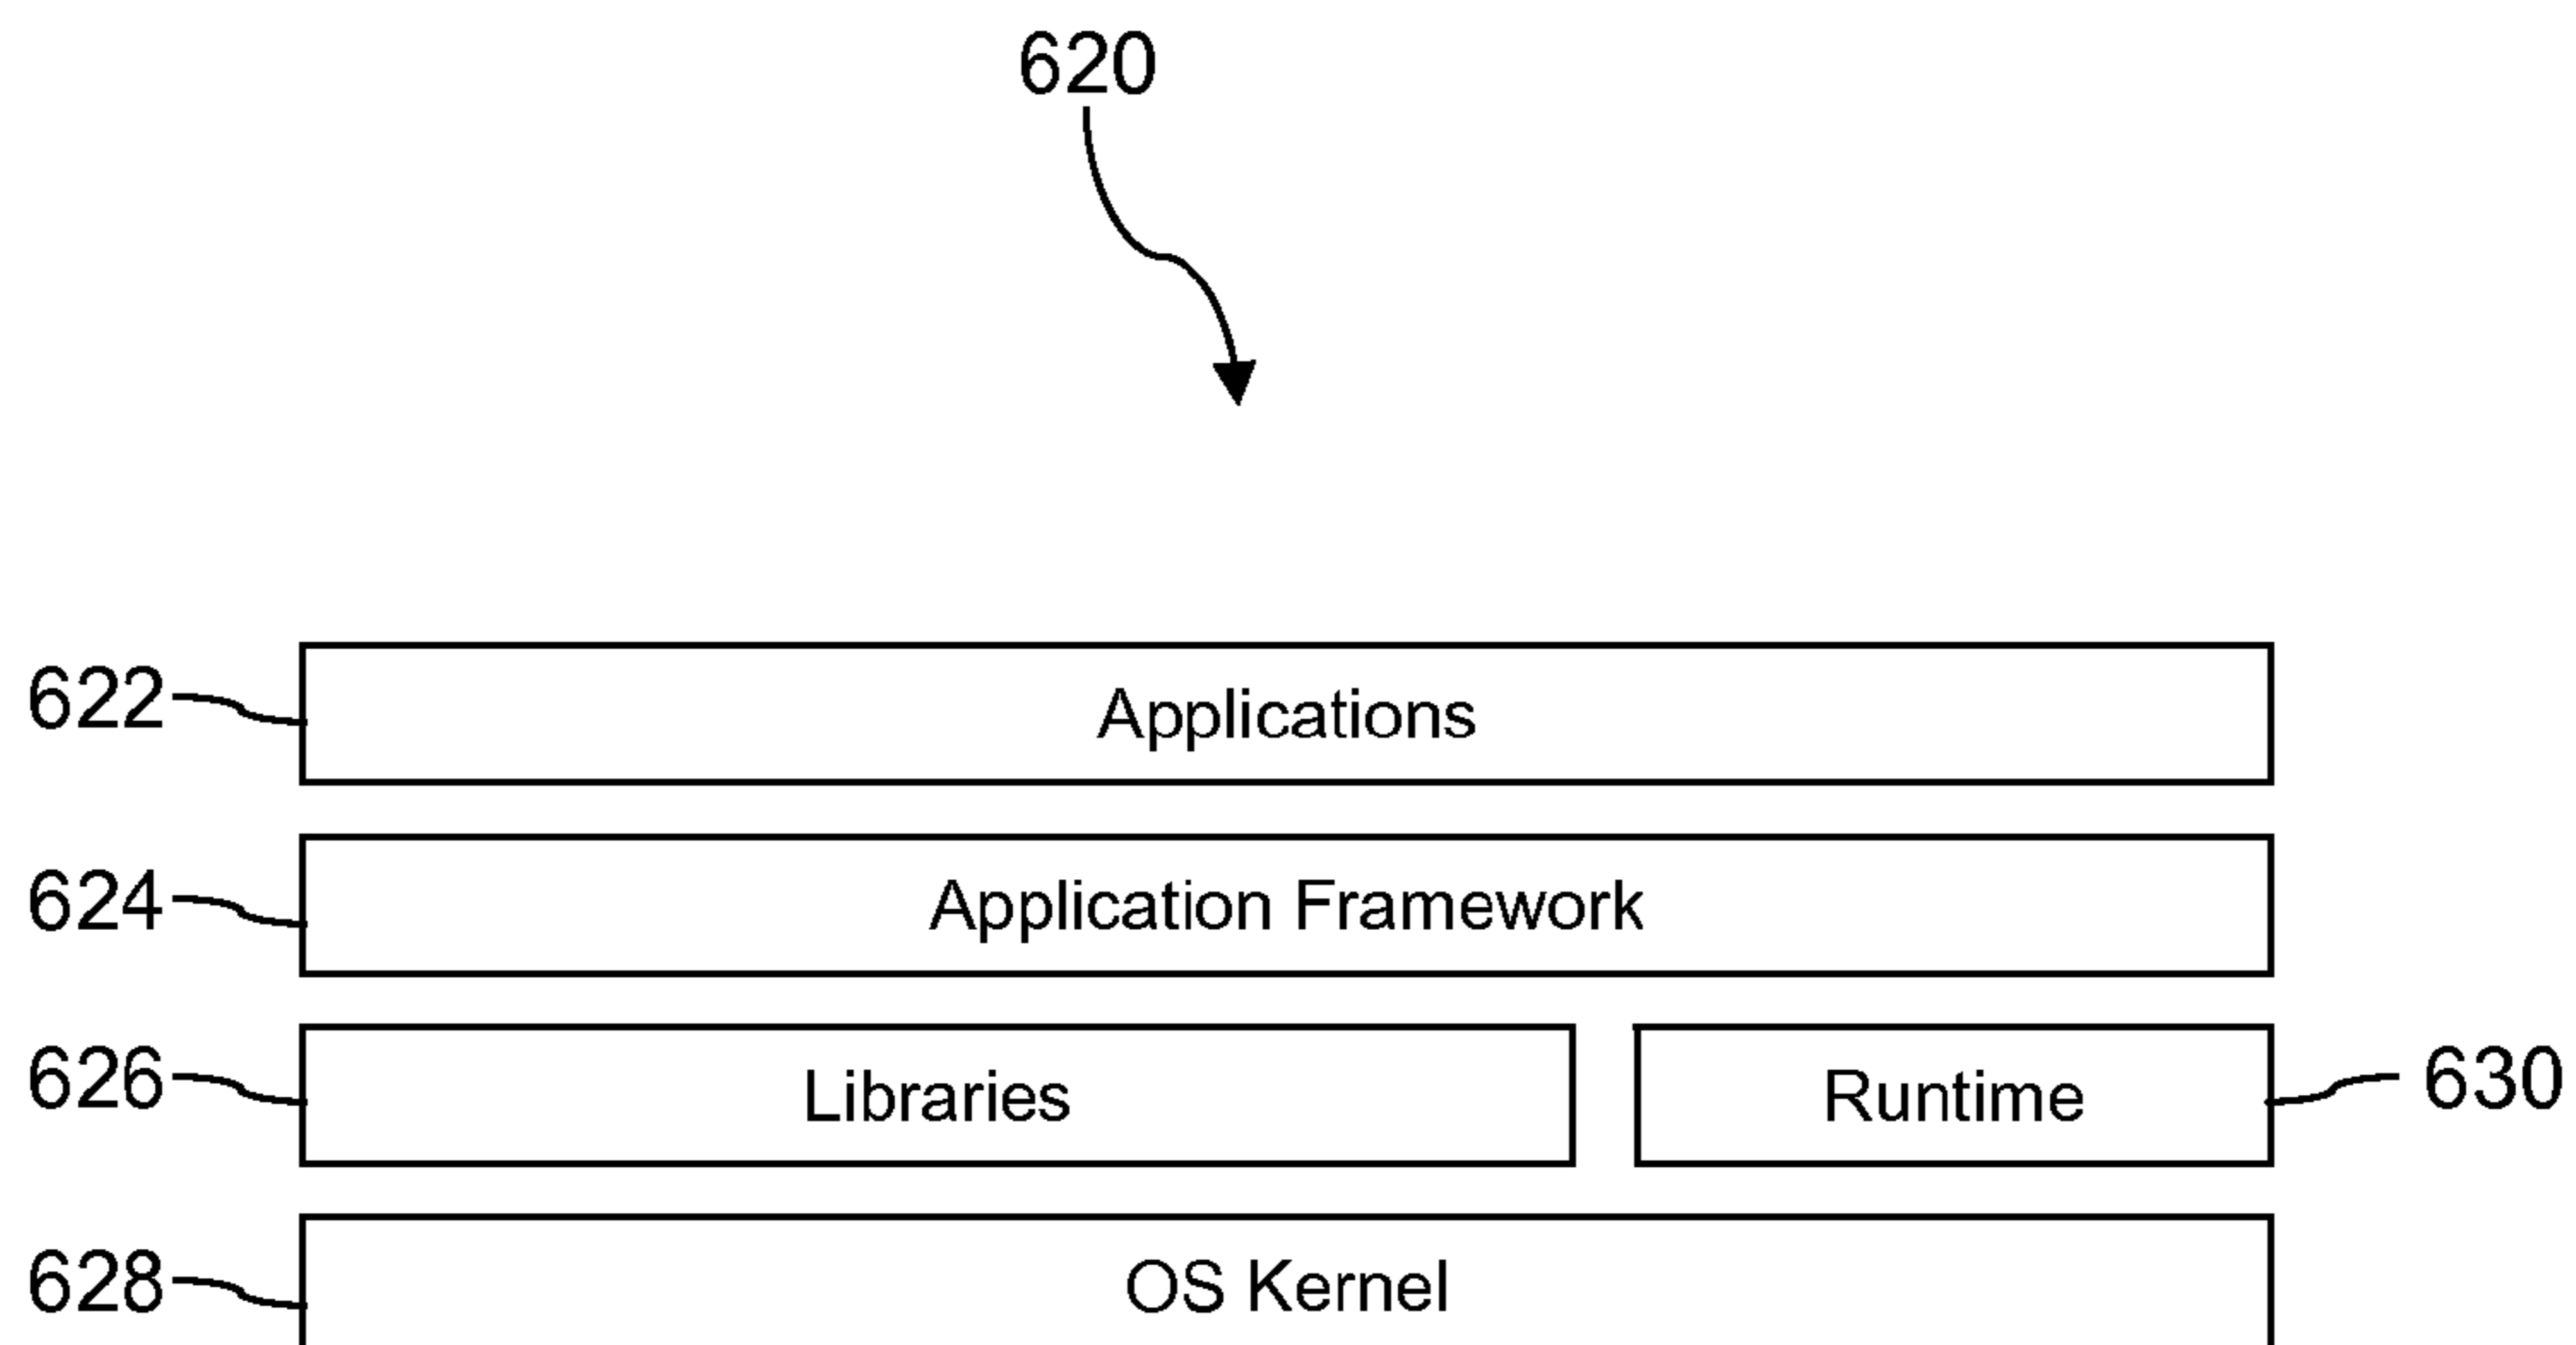 620
622 Applications
624 Application Framework
626 Libraries Runtime 630
628 OS Kernel